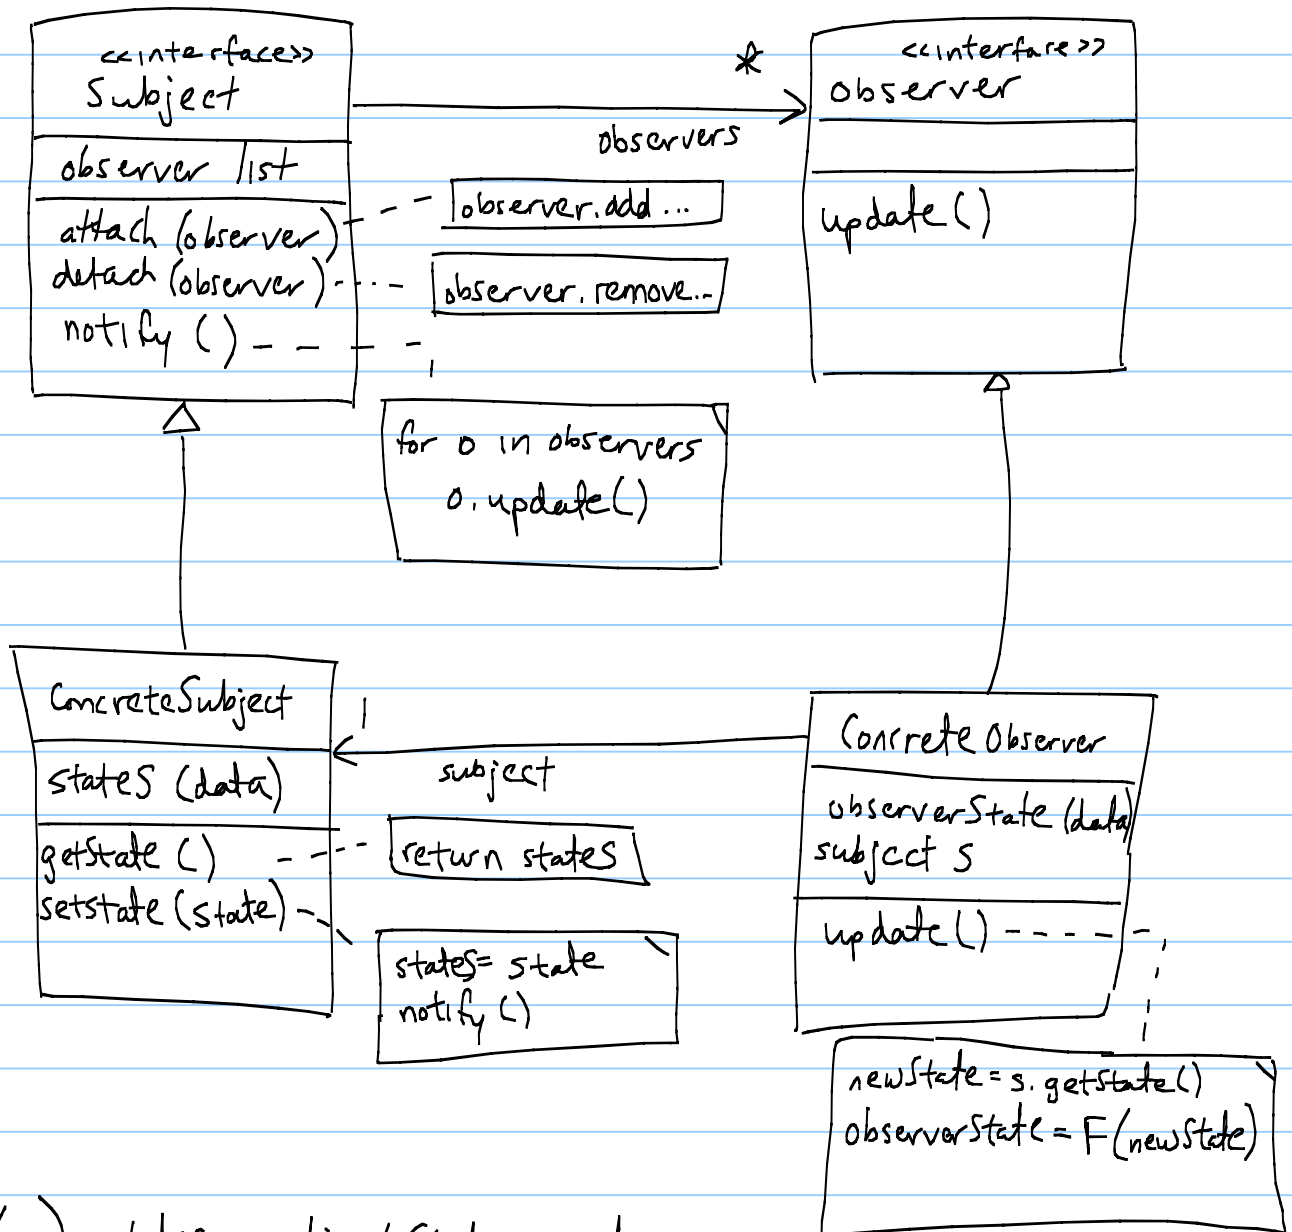 <<interface>>
Subject
observer list
attach (observer)
detach (observer)
notify ()
*
observers
observer.add ...
observer.remove...
for o in observers
o.update()
<<interface>>
observer
update()
ConcreteSubject
states (data)
getState ()
setstate (state)
1
subject
return states
states= state
notify ()
Concrete Observer
observerState (data)
subject s
update()
newState = s.getState()
observerState = F(newState)